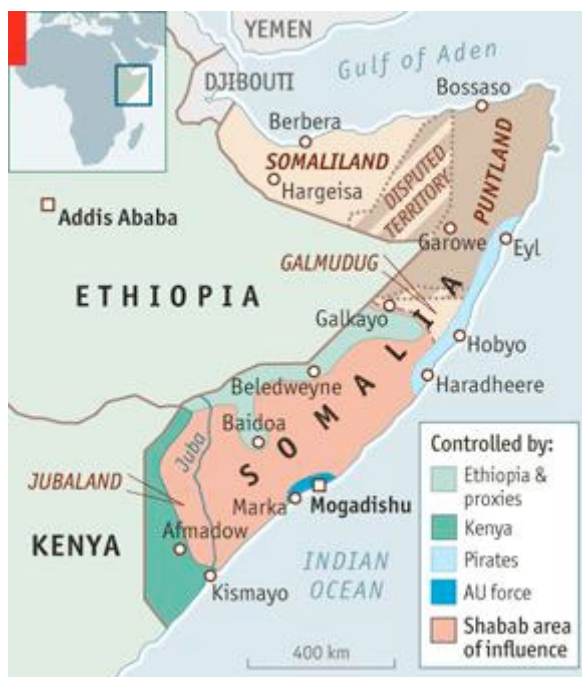 YEMEN
Gulf of Aden
DJIBOUTI
Bossaso
Berbera
SOMALILAND
Hargeisa
DISPUTED
TERRITORY
PUNTLAND
Addis Ababa
Garowe
Eyl
GALMUDUG
ETHIOPIA
Galkayo
SOMALIA
Hobyo
Beledweyne
Haradheere
Baidoa
Juba
JUBALAND
Marka
Mogadishu
KENYA
Afmadow
INDIAN
OCEAN
Kismayo
400 km
Controlled by:
Ethiopia &
proxies
Kenya
Pirates
AU force
Shabab area
of influence